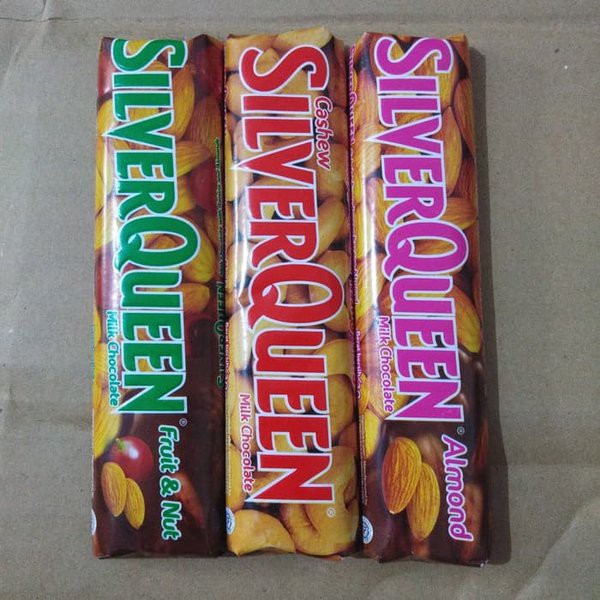 SILVERQUEEN
Milk Chocolate
Fruit & Nut
Cashew
SILVERQUEEN
Milk Chocolate
SILVERQUEEN
Milk Chocolate
Almond